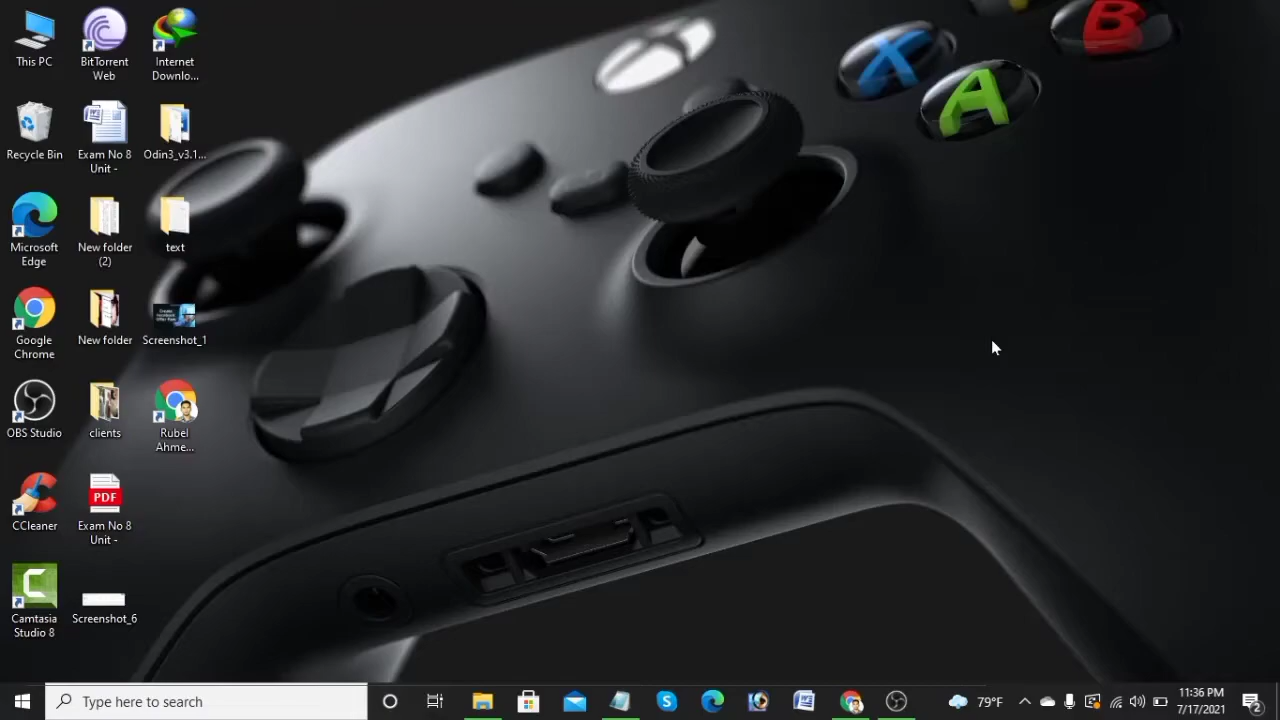 This PC
BitTorrent
Web
Internet
Downlo...
Recycle Bin
Exam No 8
Unit -
Odin3_v3.1...
Microsoft
Edge
New folder
(2)
text
Google
Chrome
New folder
Screenshot_1
OBS Studio
clients
Rubel
Ahme...
CCleaner
PDF
Exam No 8
Unit -
Camtasia
Studio 8
Screenshot_6
X
A
B
Type here to search
79°F
11:36 PM
7/17/2021
2